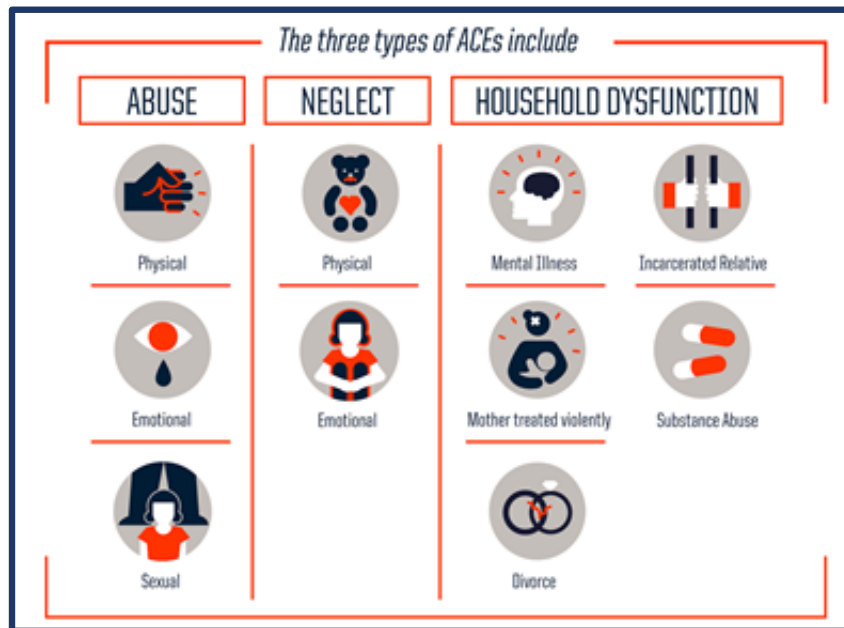 The three types of ACEs include
ABUSE
NEGLECT
HOUSEHOLD DYSFUNCTION
Physical
Emotional
Sexual
Physical
Emotional
Mental Illness
Incarcerated Relative
Mother treated violently
Substance Abuse
Divorce